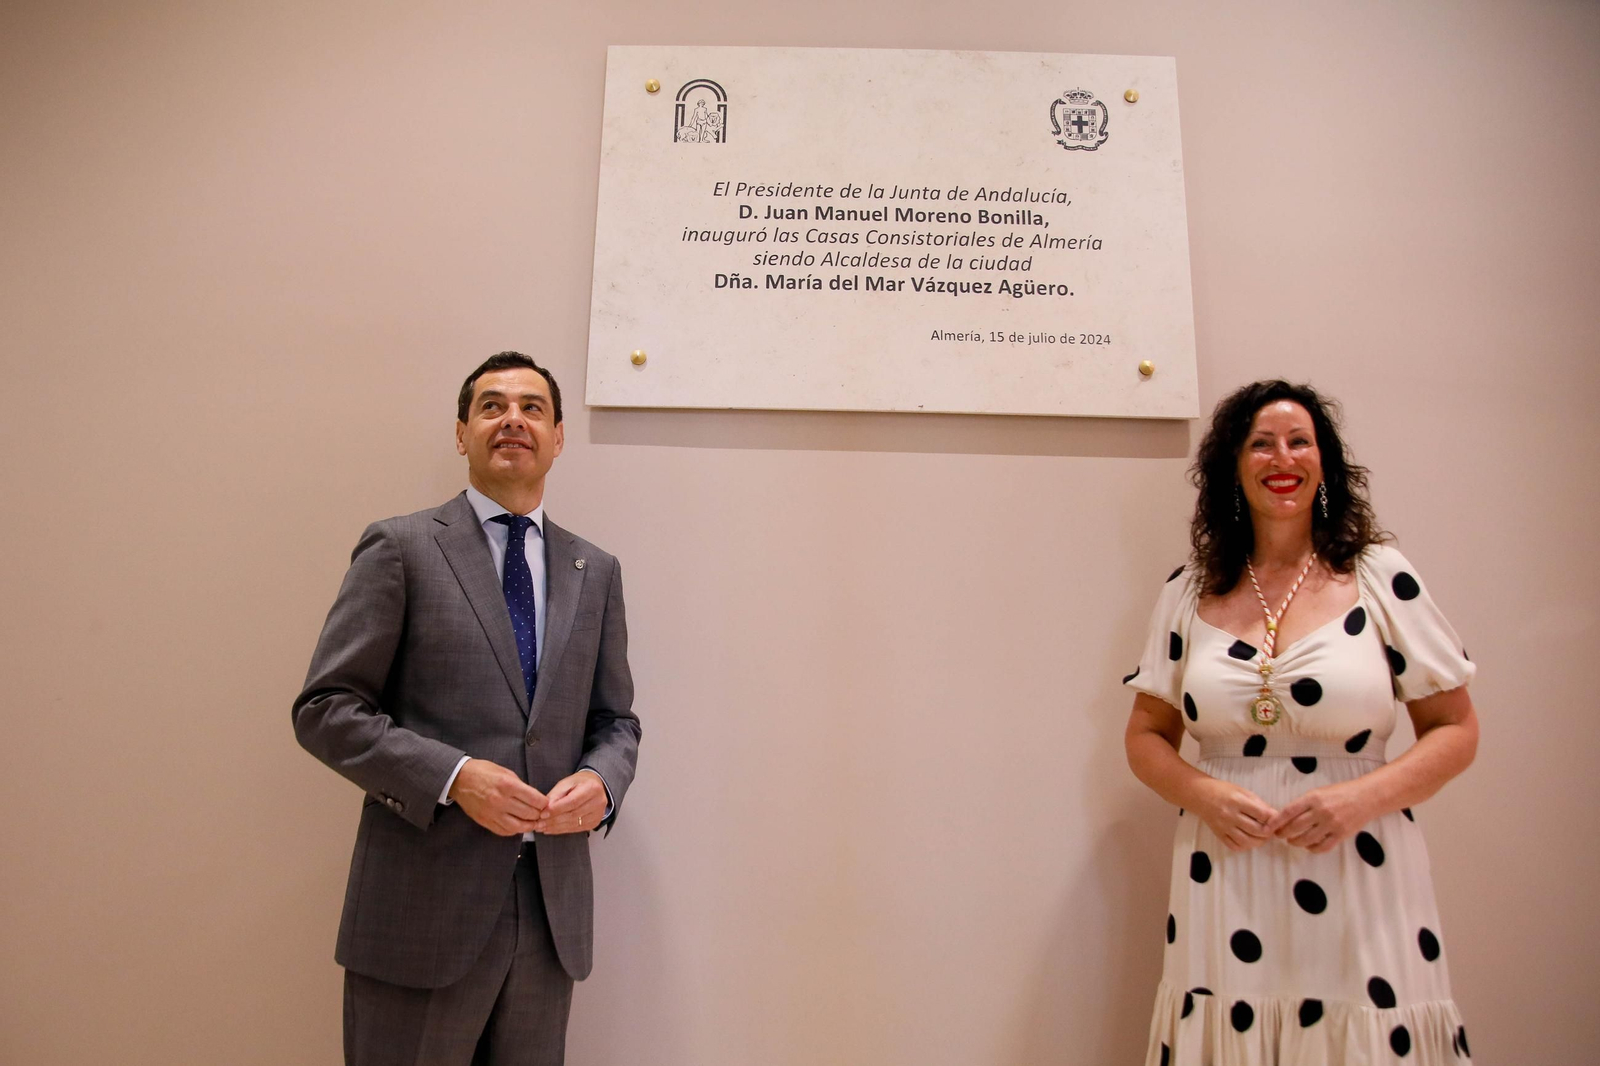 El Presidente de la Junta de Andalucía,
D. Juan Manuel Moreno Bonilla,
inauguró las Casas Consistoriales de Almería
siendo Alcaldesa de la ciudad
Dña. María del Mar Vázquez Agüero.
Almería, 15 de julio de 2024